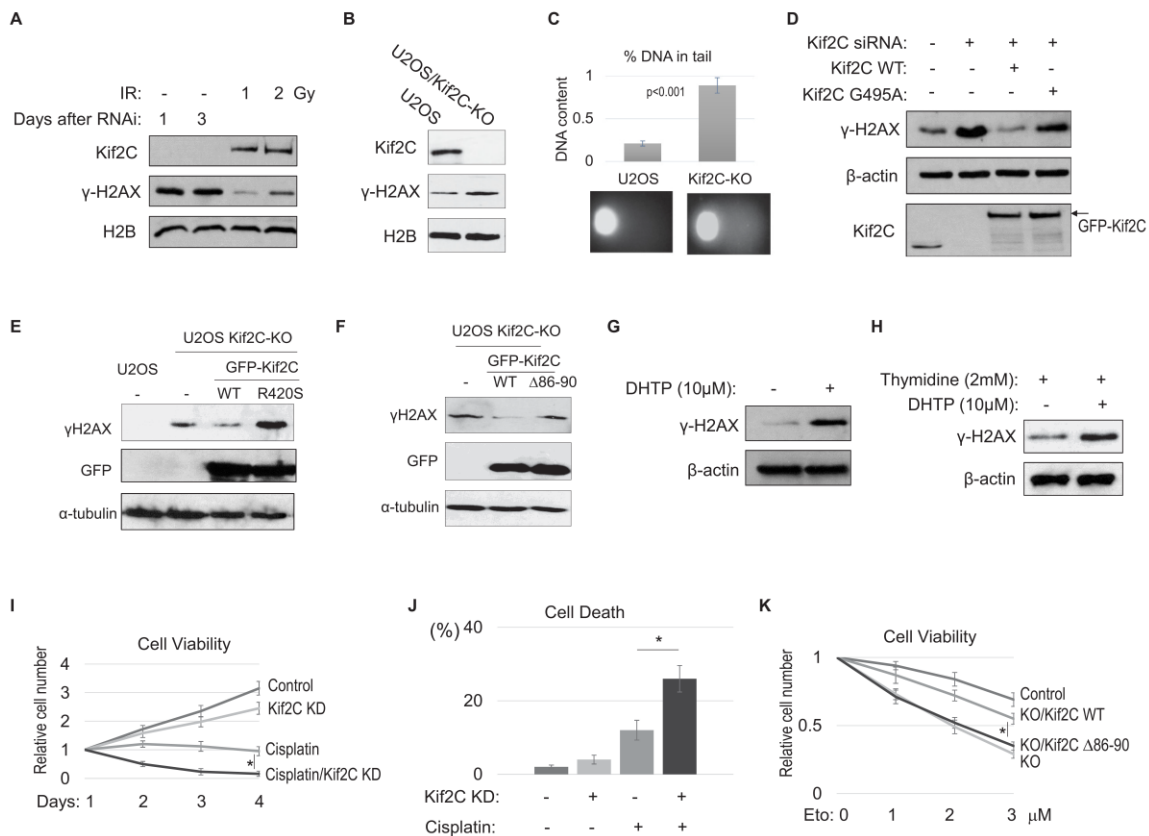 A
IR: - - 1 2 Gy
Days after RNAi: 1 3
Kif2C
γ-H2AX
H2B
B
U2OS
U2OS/Kif2C-KO
Kif2C
γ-H2AX
H2B
C
% DNA in tail
DNA content
1
0.5
0
p<0.001
U2OS Kif2C-KO
D
Kif2C siRNA: - + + +
Kif2C WT: +
Kif2C G495A: +
γ-H2AX
β-actin
Kif2C
GFP-Kif2C
E
U2OS Kif2C-KO
U2OS GFP-Kif2C
- - WT R420S
γH2AX
GFP
α-tubulin
F
U2OS Kif2C-KO
GFP-Kif2C
- WT Δ86-90
γH2AX
GFP
α-tubulin
G
DHTP (10μM): - +
γ-H2AX
β-actin
H
Thymidine (2mM): + +
DHTP (10μM): - +
γ-H2AX
β-actin
I
Cell Viability
Relative cell number
4
3
2
1
0
Control
Kif2C KD
Cisplatin
*
Cisplatin/Kif2C KD
Days: 1 2 3 4
J
Cell Death
(%)
40
20
0
*
Kif2C KD: - + - +
Cisplatin: - - + +
K
Cell Viability
Relative cell number
1
0.5
0
Control
KO/Kif2C WT
*
KO/Kif2C Δ86-90
KO
Eto: 0 1 2 3 μM